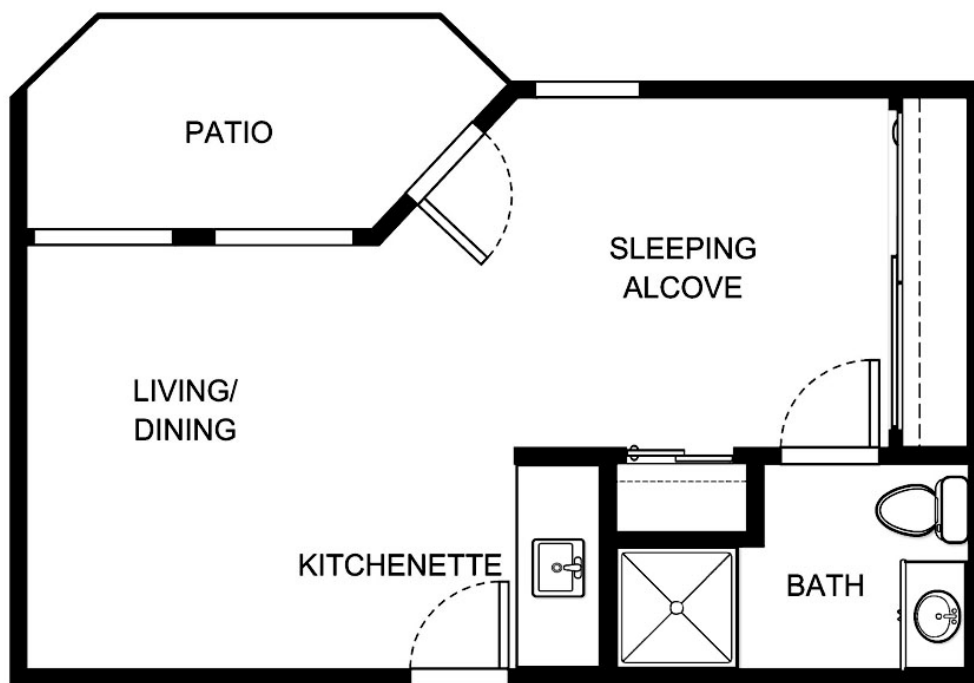 PATIO
SLEEPING
ALCOVE
LIVING/
DINING
KITCHENETTE
BATH